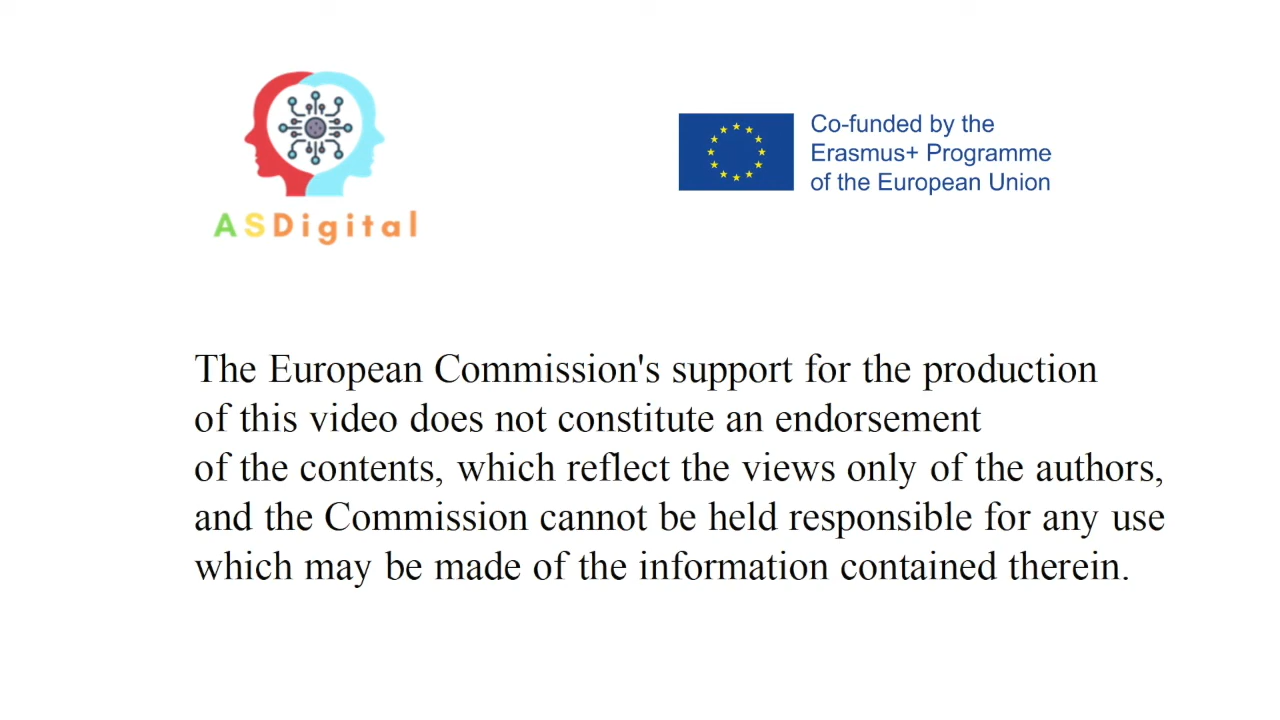 ASDigital
Co-funded by the
Erasmus+ Programme
of the European Union
The European Commission's support for the production
of this video does not constitute an endorsement
of the contents, which reflect the views only of the authors,
and the Commission cannot be held responsible for any use
which may be made of the information contained therein.